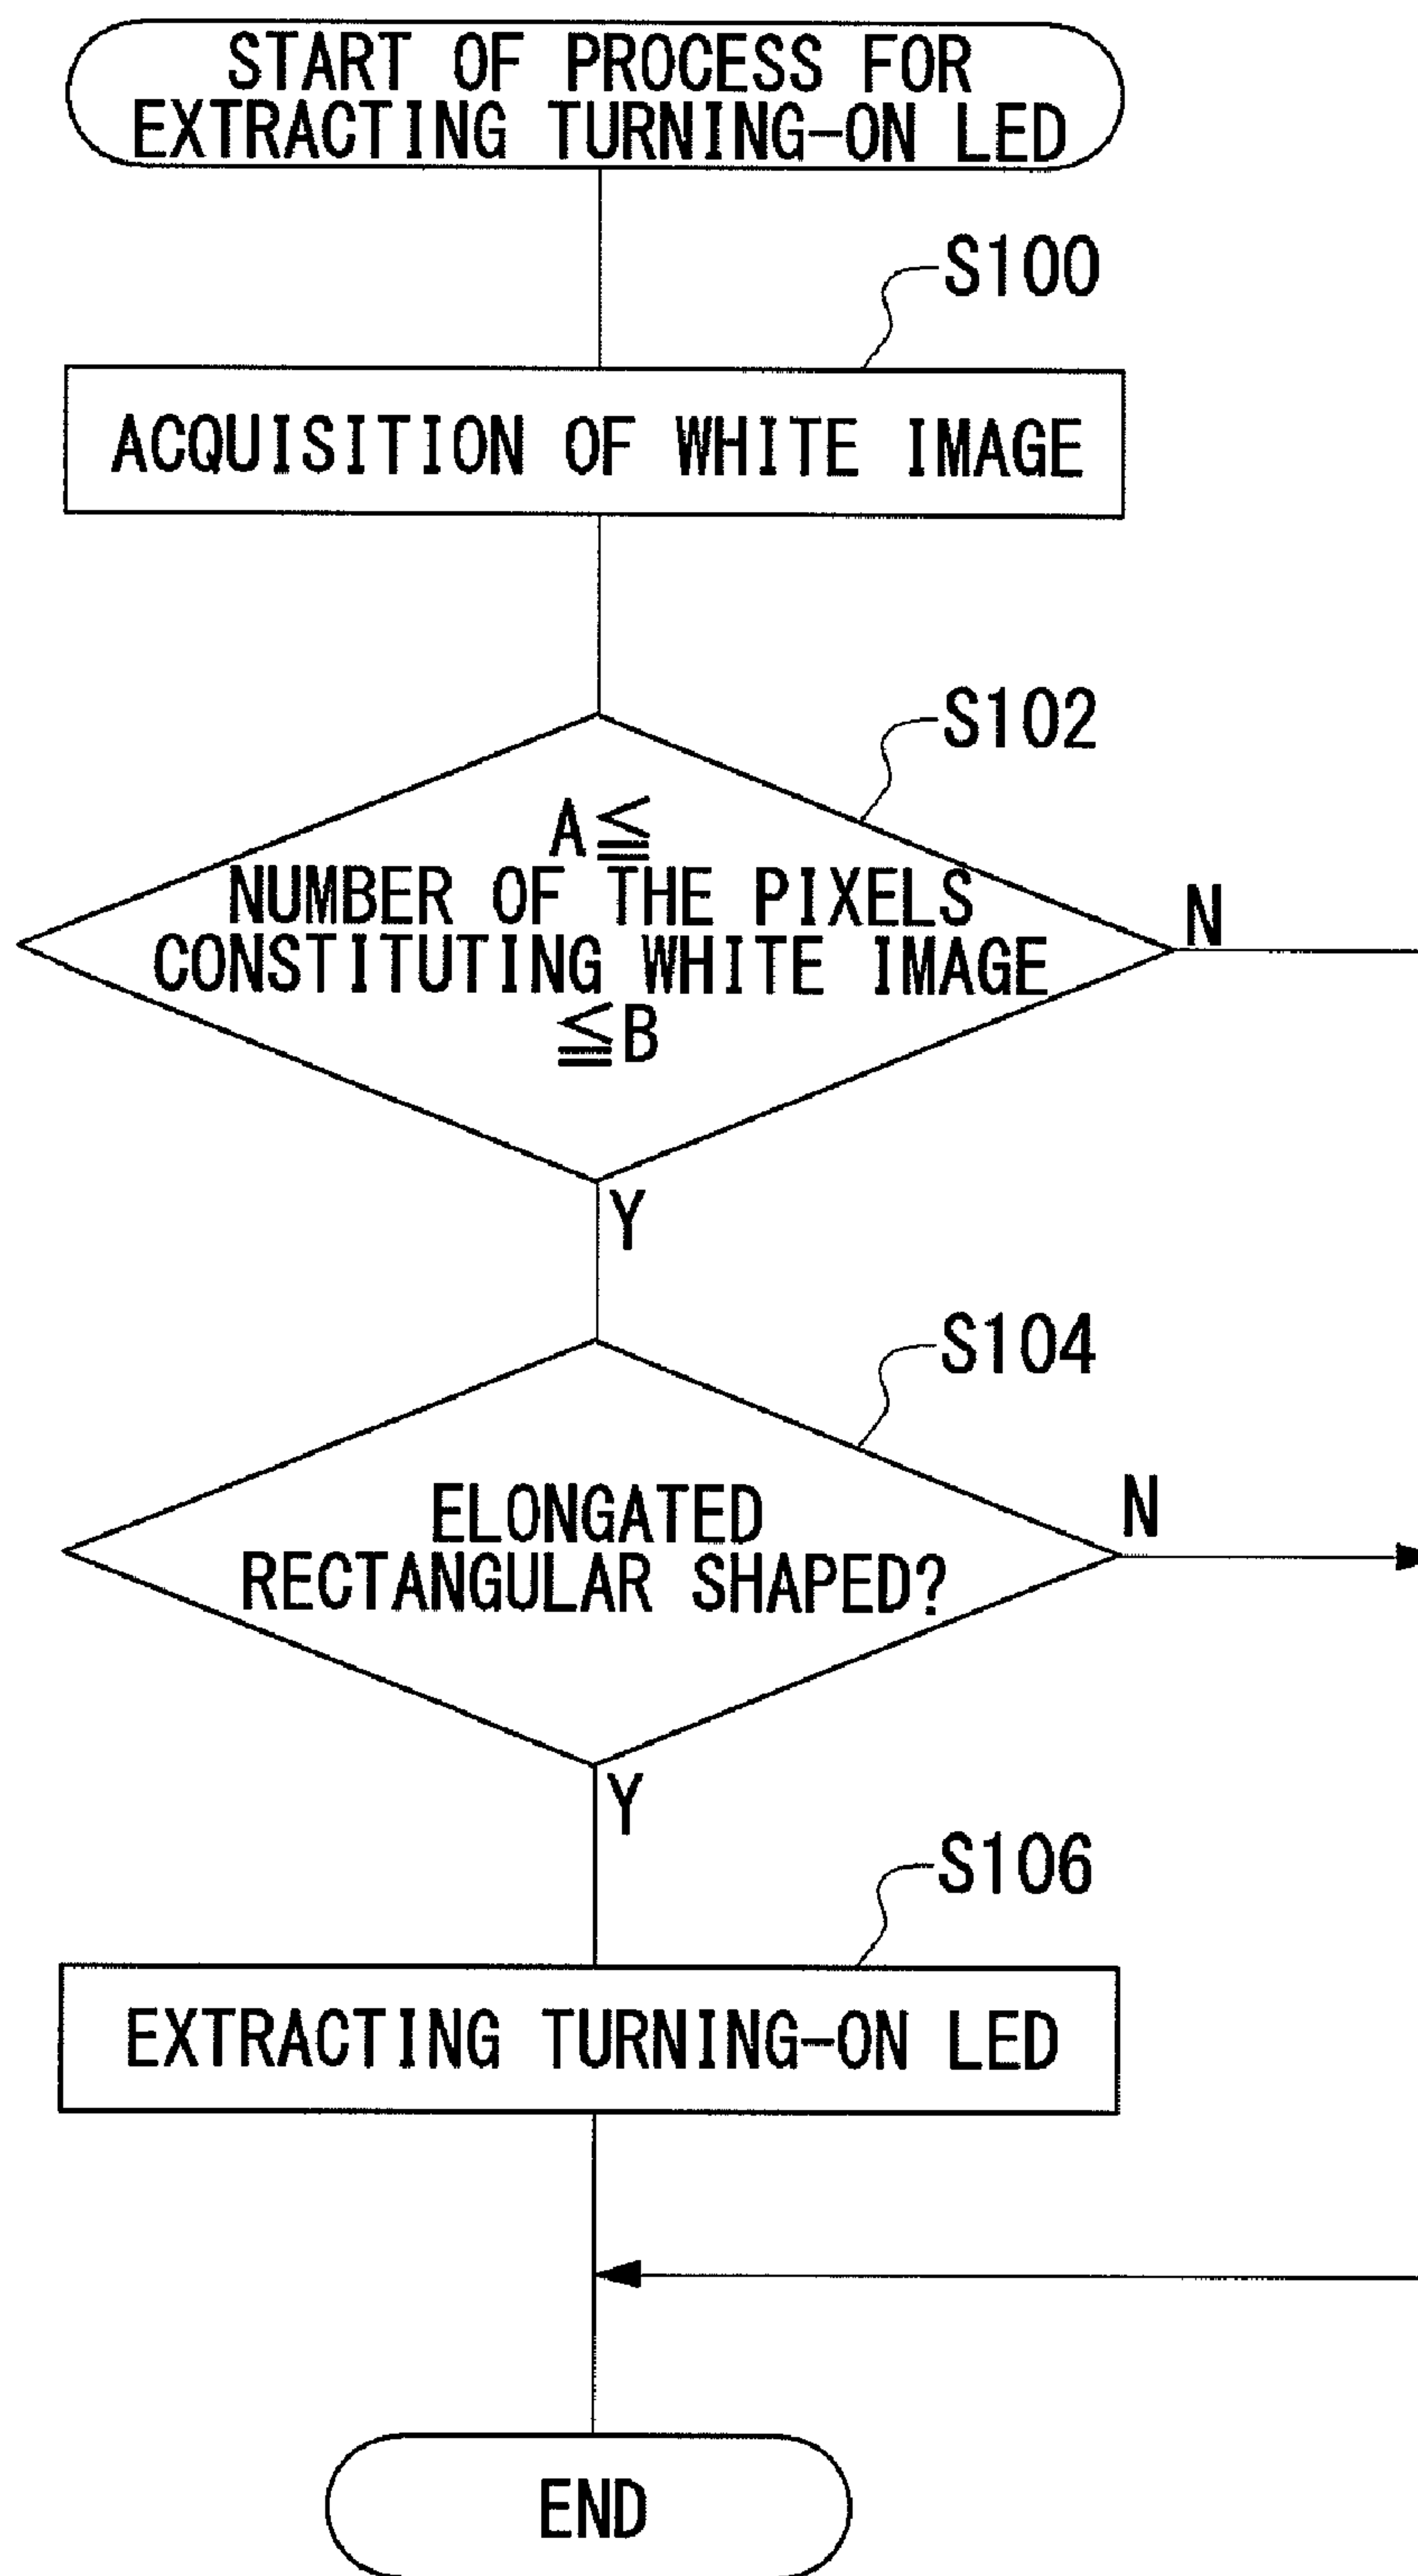 START OF PROCESS FOR
EXTRACTING TURNING-ON LED
S100
ACQUISITION OF WHITE IMAGE
S102
A≦
NUMBER OF THE PIXELS
CONSTITUTING WHITE IMAGE
≦B
N
Y
S104
ELONGATED
RECTANGULAR SHAPED?
N
Y
S106
EXTRACTING TURNING-ON LED
END